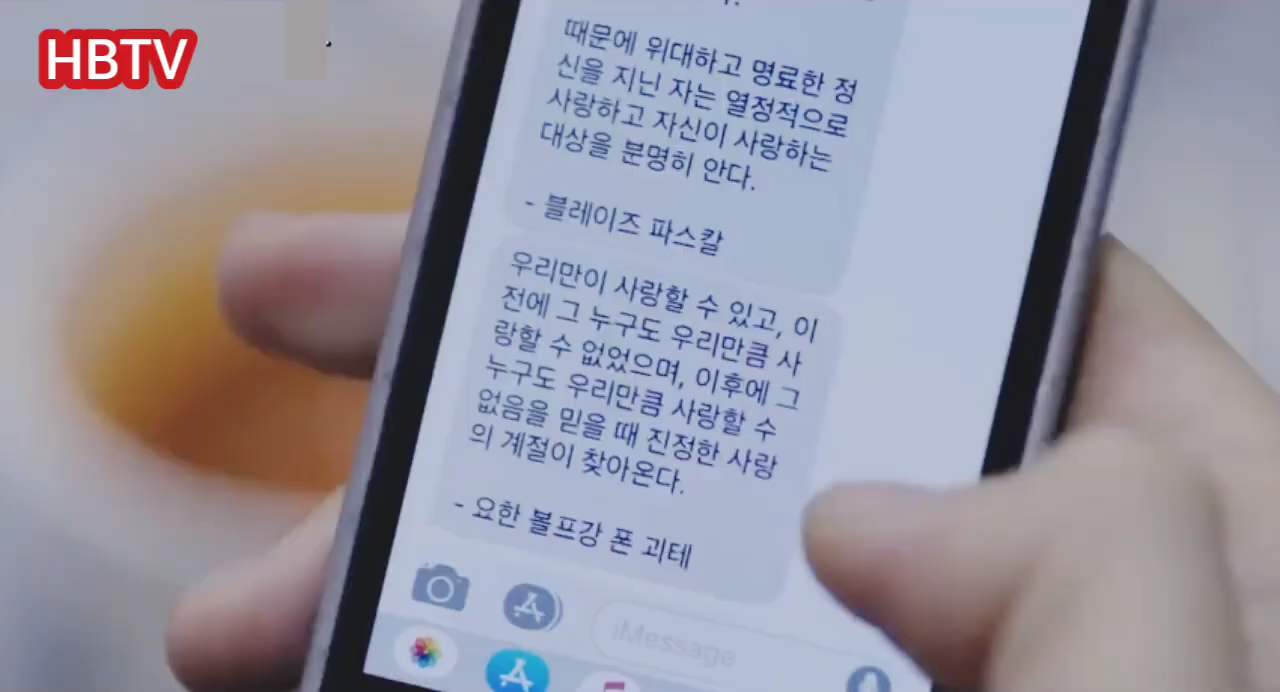 HBTV
때문에 위대하고 명료한 정
신을 지닌 자는 열정적으로
사랑하고 자신이 사랑하는
대상을 분명히 안다.
- 블레이즈 파스칼
우리만이 사랑할 수 있고, 이
전에 그 누구도 우리만큼 사
랑할 수 없었으며, 이후에 그
누구도 우리만큼 사랑할 수
없음을 믿을 때 진정한 사랑
의 계절이 찾아온다.
- 요한 볼프강 폰 괴테
iMessage